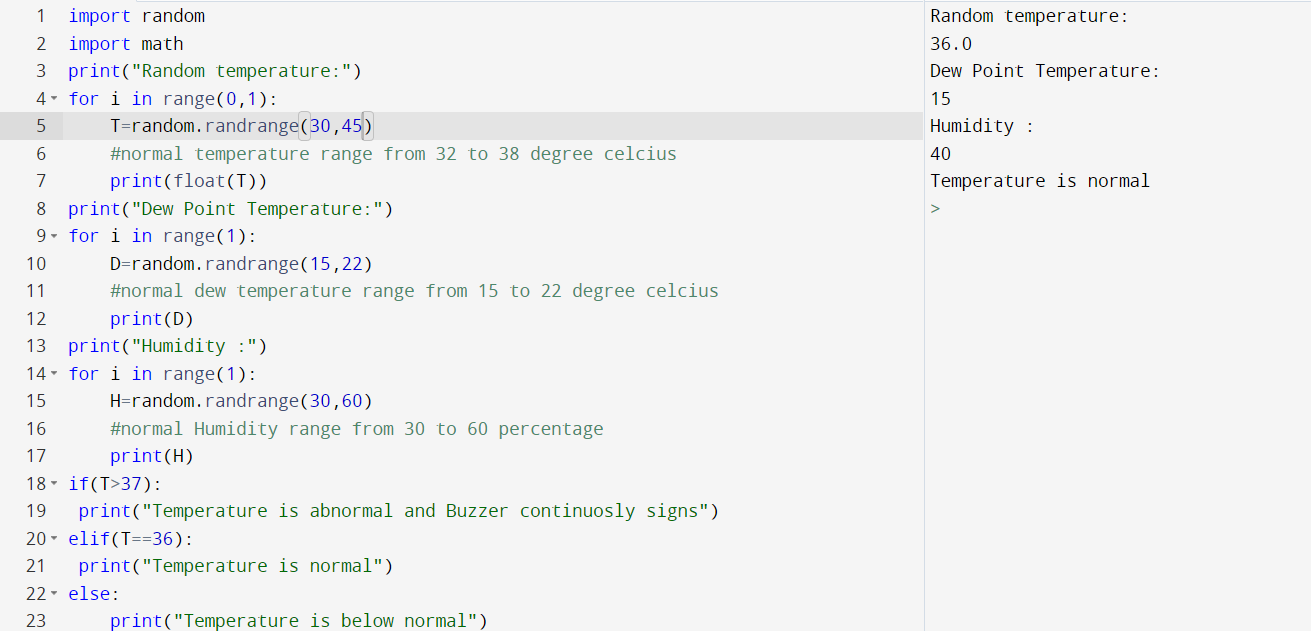 1 import random
2 import math
3 print("Random temperature:")
4 for i in range(0,1):
5     T=random.randrange(30,45)
6     #normal temperature range from 32 to 38 degree celcius
7     print(float(T))
8 print("Dew Point Temperature:")
9 for i in range(1):
10     D=random.randrange(15,22)
11     #normal dew temperature range from 15 to 22 degree celcius
12     print(D)
13 print("Humidity :")
14 for i in range(1):
15     H=random.randrange(30,60)
16     #normal Humidity range from 30 to 60 percentage
17     print(H)
18 if(T>37):
19  print("Temperature is abnormal and Buzzer continuosly signs")
20 elif(T==36):
21  print("Temperature is normal")
22 else:
23     print("Temperature is below normal")
Random temperature:
36.0
Dew Point Temperature:
15
Humidity :
40
Temperature is normal
>